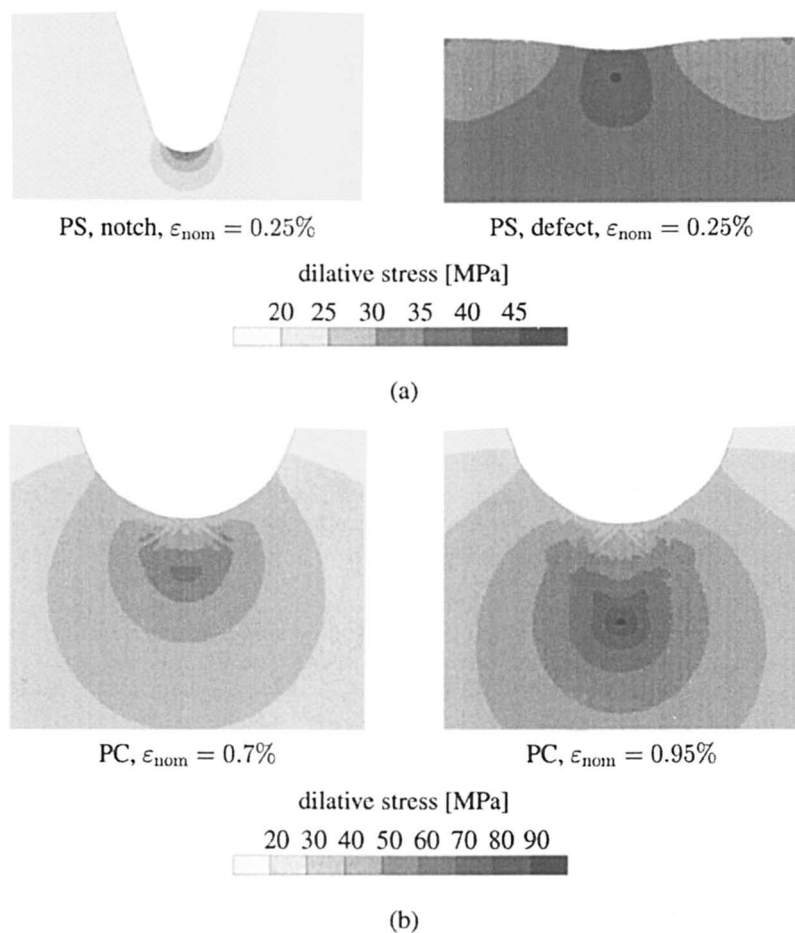 PS, notch, εnom = 0.25%
PS, defect, εnom = 0.25%
dilative stress [MPa]
20 25 30 35 40 45
(a)
PC, εnom = 0.7%
PC, εnom = 0.95%
dilative stress [MPa]
20 30 40 50 60 70 80 90
(b)